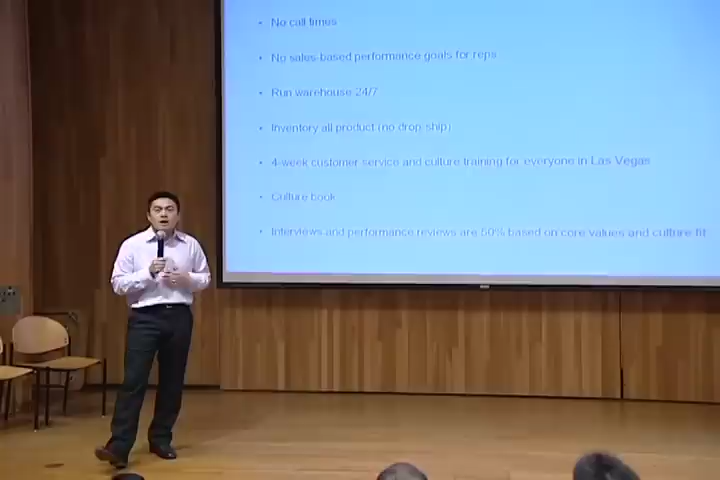 • No call times
• No sales-based performance goals for reps
• Run warehouse 24/7
• Inventory all product (no drop ship)
• 4-week customer service and culture training for everyone in Las Vegas
• Culture book
• Interviews and performance reviews are 50% based on core values and culture fit